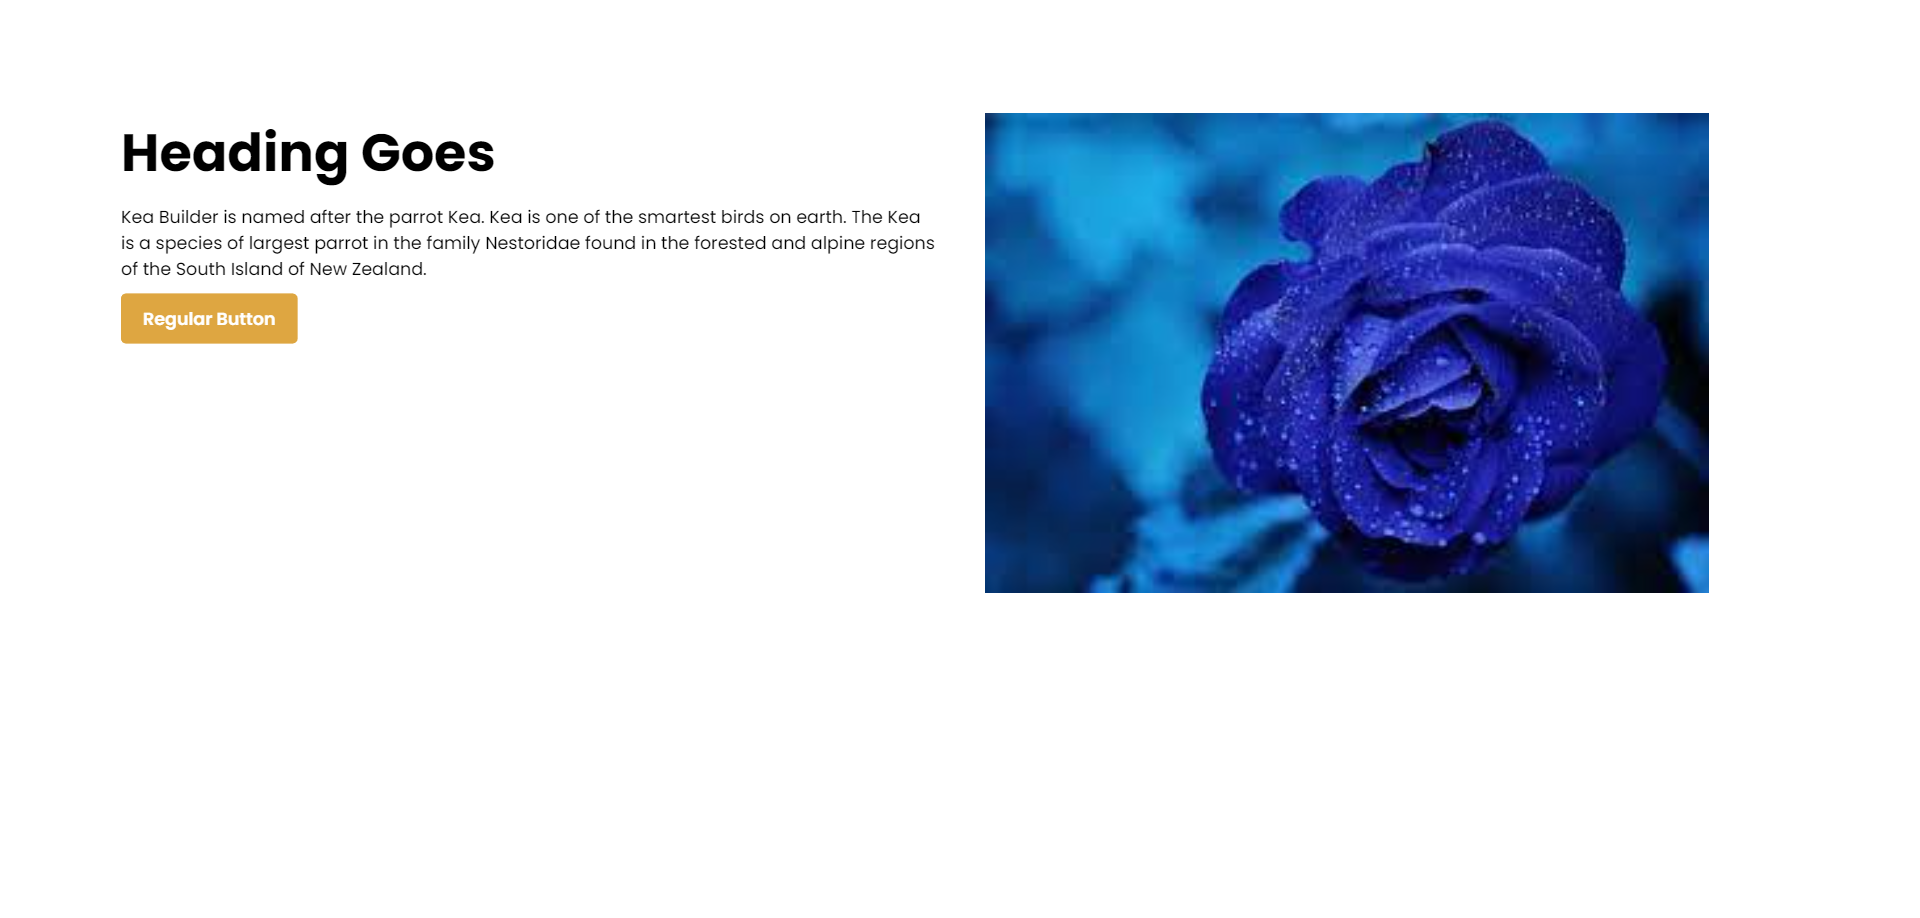 Heading Goes
Kea Builder is named after the parrot Kea. Kea is one of the smartest birds on earth. The Kea
is a species of largest parrot in the family Nestoridae found in the forested and alpine regions
of the South Island of New Zealand.
Regular Button